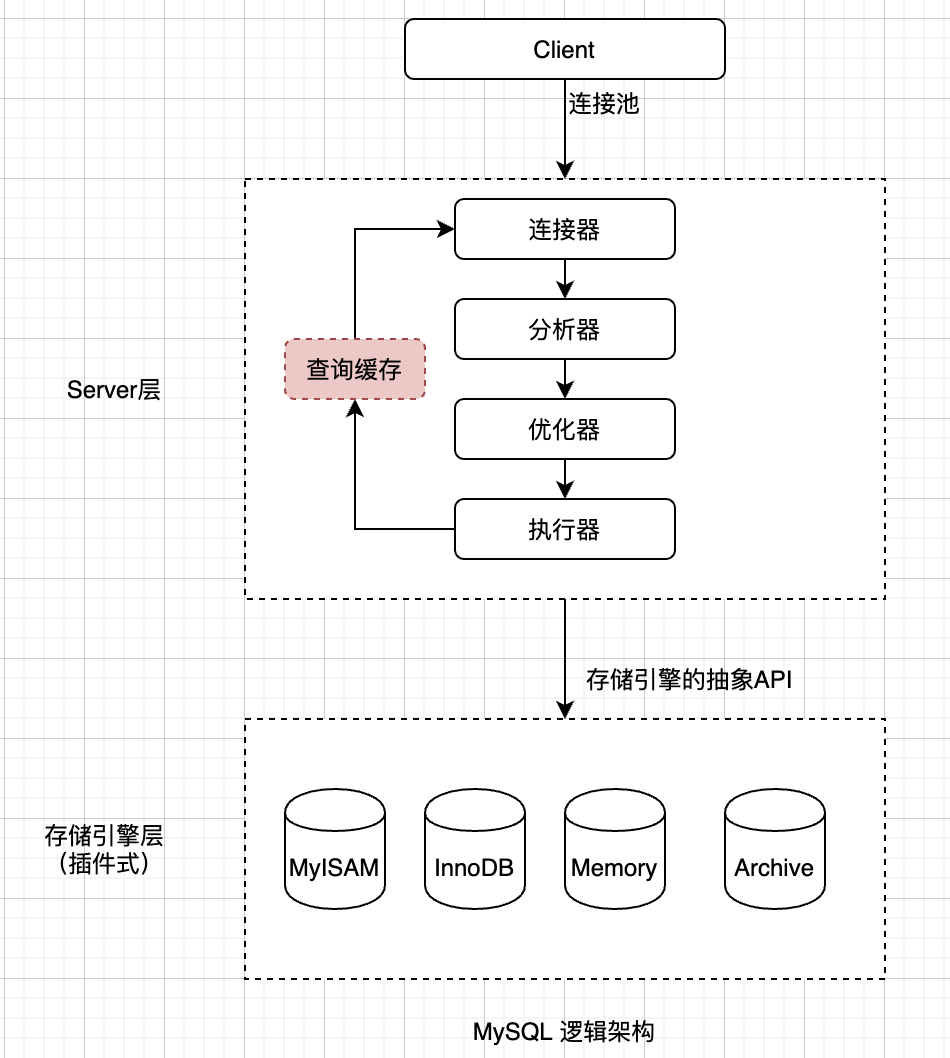 Client
连接池
连接器
分析器
查询缓存
Server层
优化器
执行器
存储引擎的抽象API
存储引擎层
（插件式）
MyISAM
InnoDB
Memory
Archive
MySQL 逻辑架构